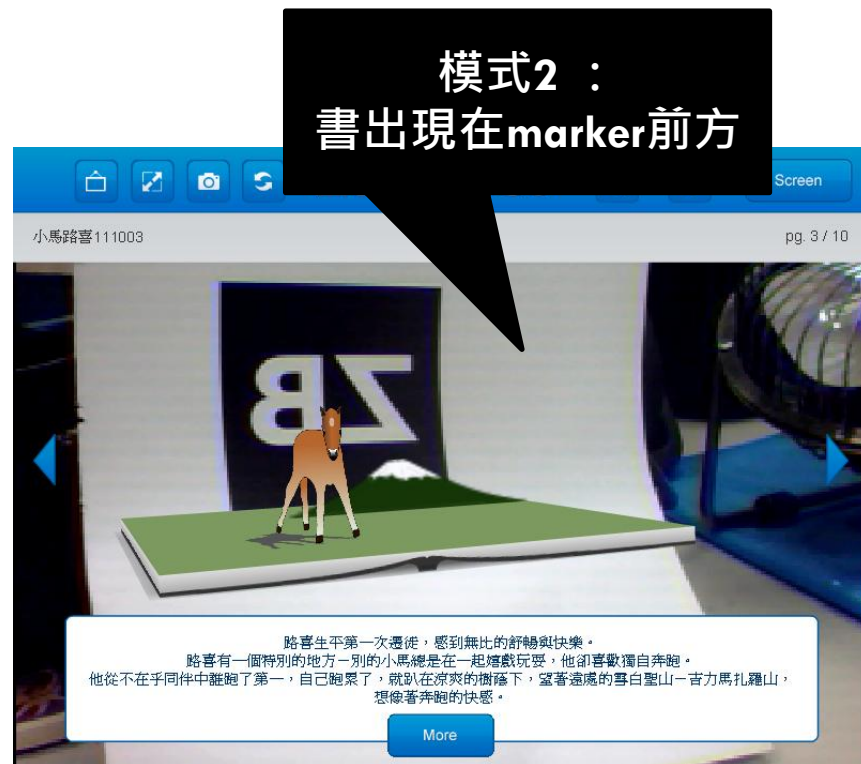 模式2 ：
書出現在marker前方
Screen
小馬路喜111003
pg. 3 / 10
ZB
路喜生平第一次遷徙，感到無比的舒暢與快樂。
路喜有一個特別的地方－別的小馬總是在一起嬉戲玩耍，他卻喜歡獨自奔跑。
他從不在乎同伴中誰跑了第一，自己跑累了，就趴在涼爽的樹蔭下，望著遠處的雪白聖山－吉力馬扎羅山，
想像著奔跑的快感。
More